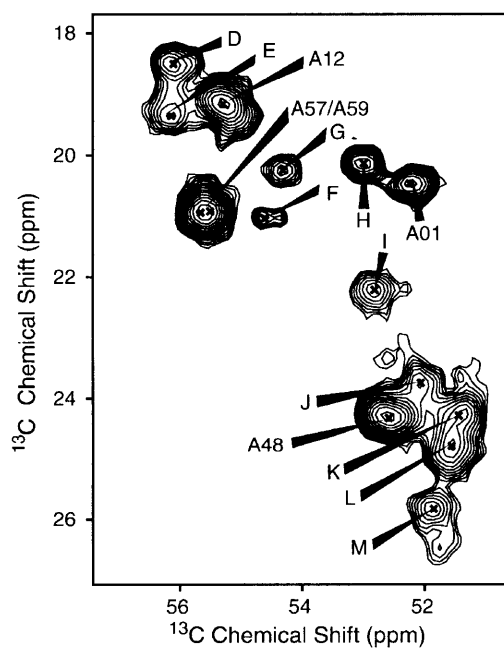 18
20
22
24
26
D
E
A12
A57/A59
G
F
H
A01
I
J
A48
K
L
M
56
54
52
13C Chemical Shift (ppm)
13C Chemical Shift (ppm)